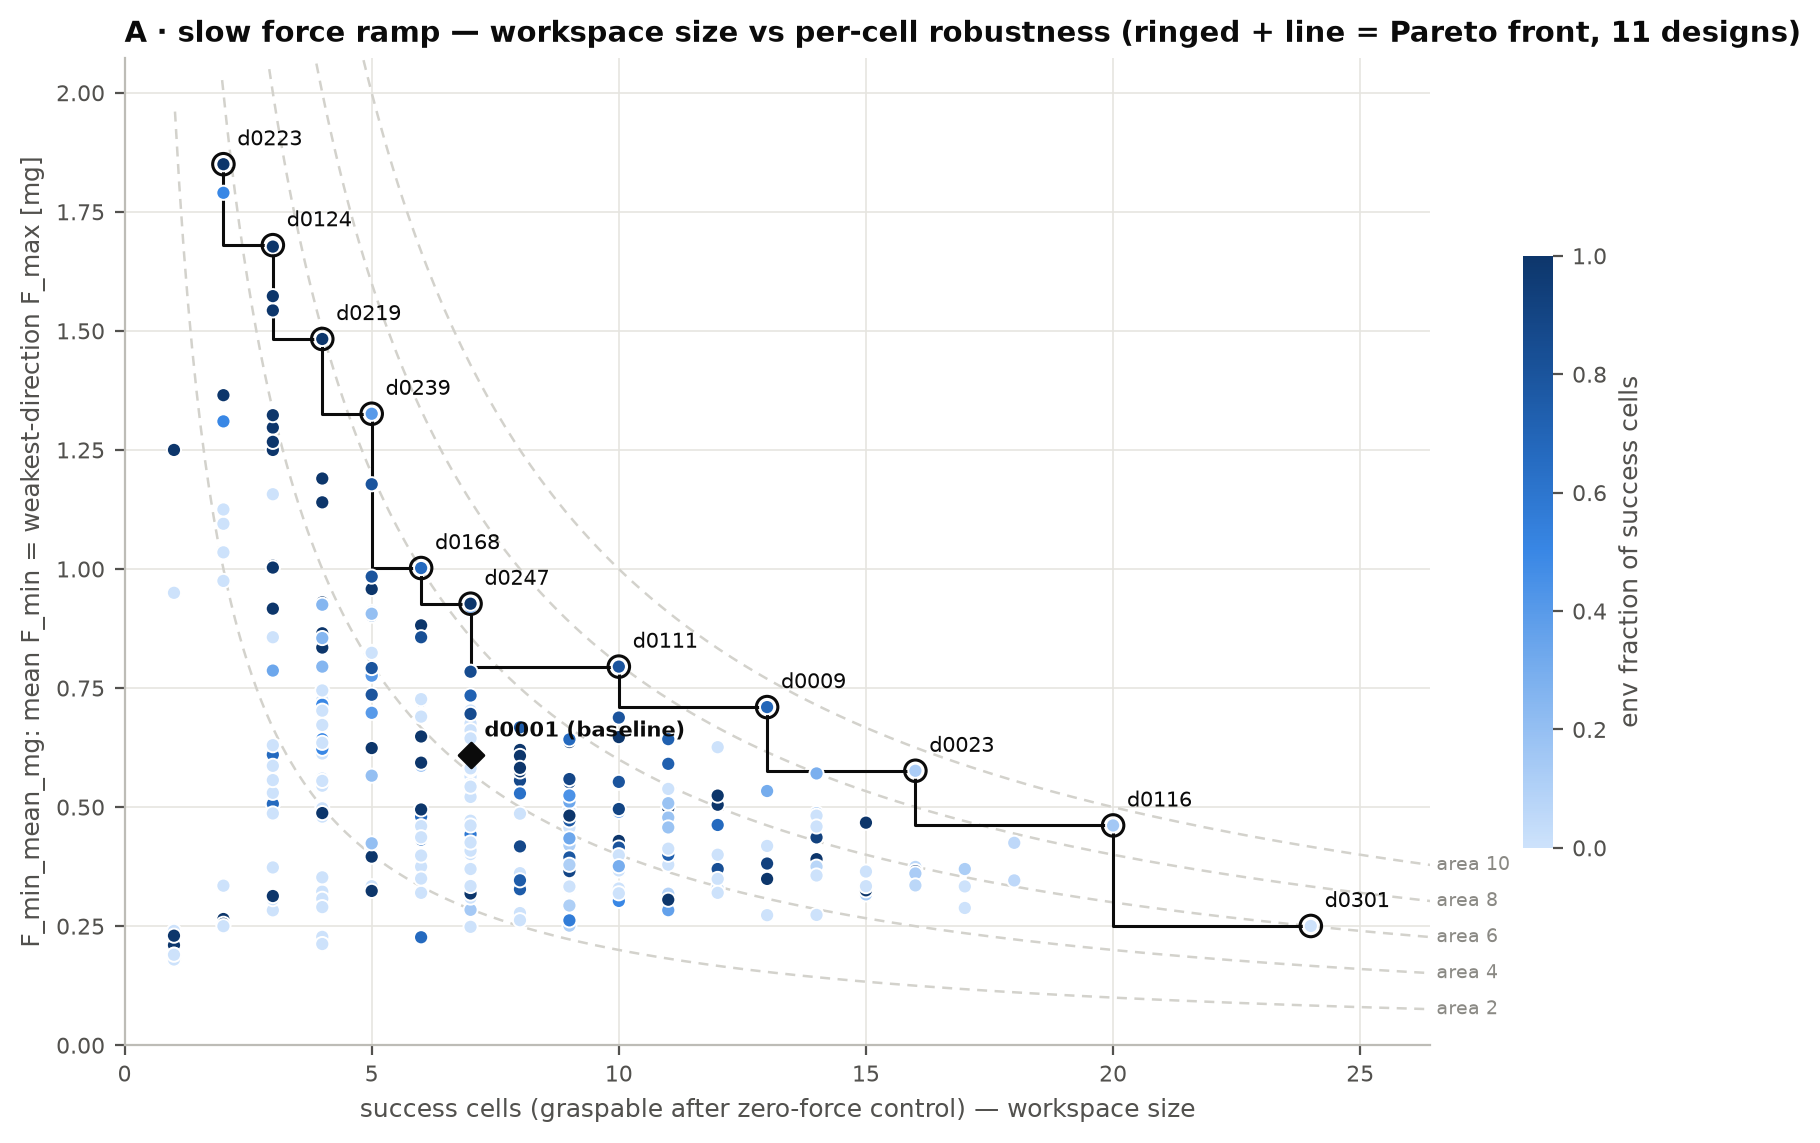 A · slow force ramp — workspace size vs per-cell robustness (ringed + line = Pareto front, 11 designs)
F_min_mean_mg: mean F_min = weakest-direction F_max [mg]
2.00
1.75
1.50
1.25
1.00
0.75
0.50
0.25
0.00
d0223
d0124
d0219
d0239
d0168
d0247
d0111
d0009
d0001 (baseline)
d0023
d0116
d0301
area 10
area 8
area 6
area 4
area 2
0
5
10
15
20
25
success cells (graspable after zero-force control) — workspace size
1.0
0.8
0.6
0.4
0.2
0.0
env fraction of success cells